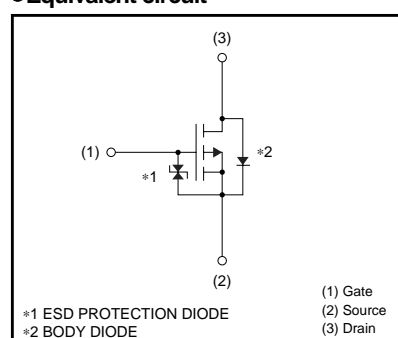 ●Equivalent circuit
(3)
(1)
∗1
∗2
(2)
∗1 ESD PROTECTION DIODE
∗2 BODY DIODE
(1) Gate
(2) Source
(3) Drain